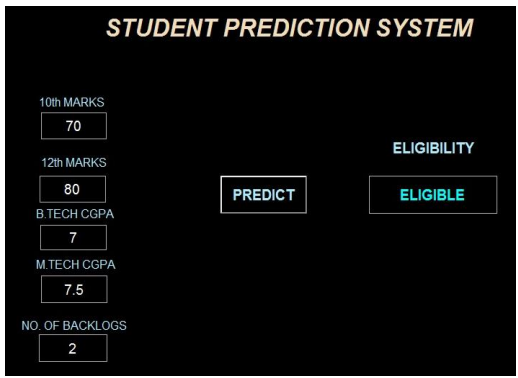 STUDENT PREDICTION SYSTEM
10th MARKS
70
12th MARKS
80
B.TECH CGPA
7
M.TECH CGPA
7.5
NO. OF BACKLOGS
2
PREDICT
ELIGIBILITY
ELIGIBLE